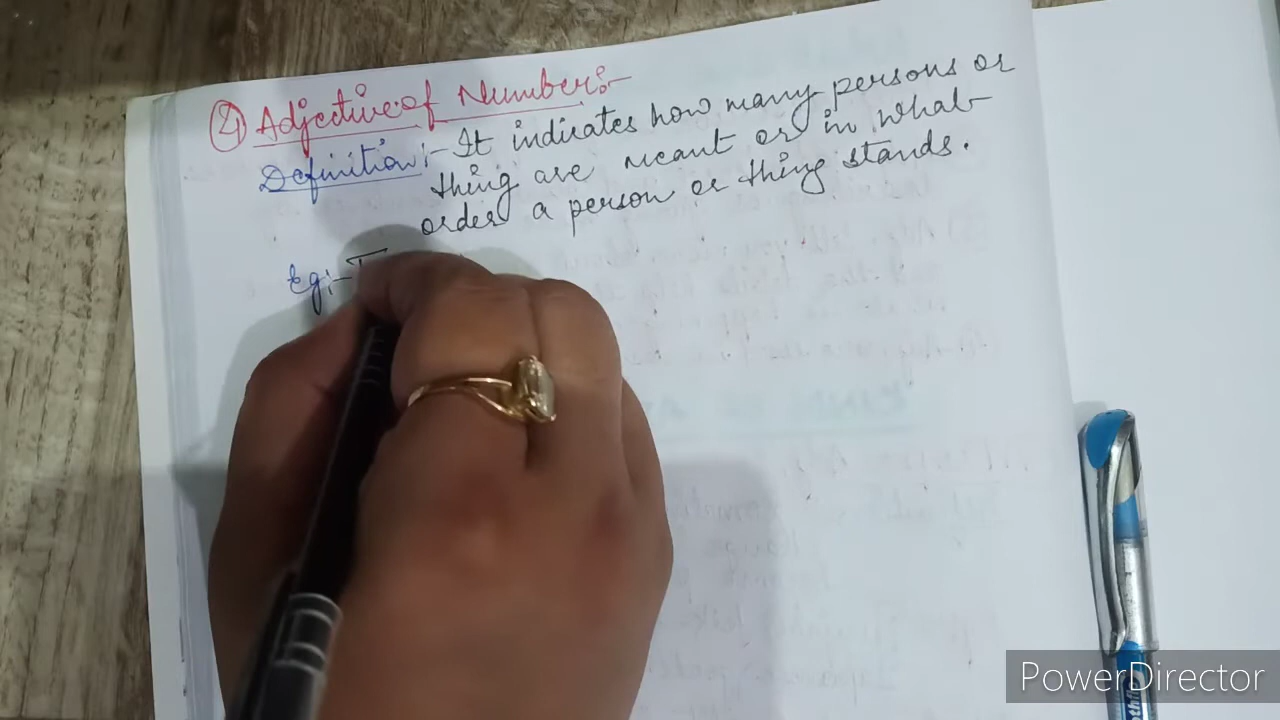 4 Adjective of Number:-
Definition:- It indicates how many persons or
thing are meant or in what
order a person or thing stands.
Eg:-
PowerDirector